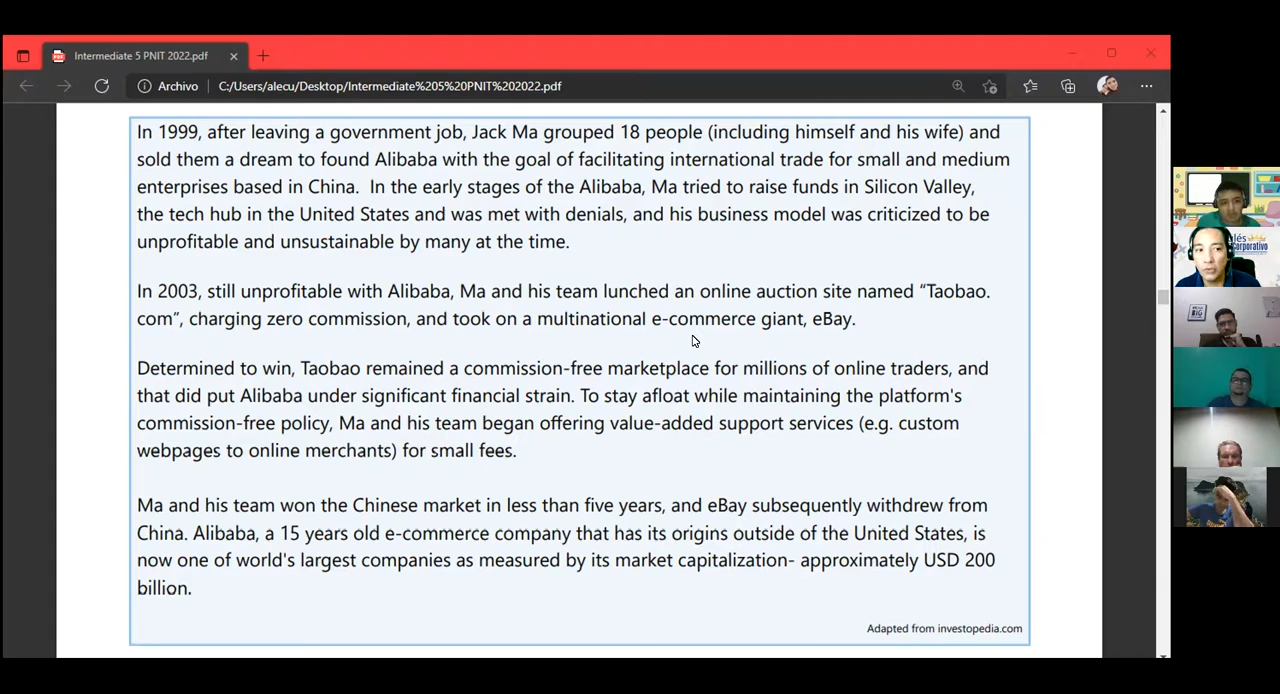 Intermediate 5 PNIT 2022.pdf
Archivo C:/Users/alecu/Desktop/Intermediate%205%20PNIT%202022.pdf
In 1999, after leaving a government job, Jack Ma grouped 18 people (including himself and his wife) and
sold them a dream to found Alibaba with the goal of facilitating international trade for small and medium
enterprises based in China.  In the early stages of the Alibaba, Ma tried to raise funds in Silicon Valley,
the tech hub in the United States and was met with denials, and his business model was criticized to be
unprofitable and unsustainable by many at the time.
In 2003, still unprofitable with Alibaba, Ma and his team lunched an online auction site named “Taobao.
com”, charging zero commission, and took on a multinational e-commerce giant, eBay.
Determined to win, Taobao remained a commission-free marketplace for millions of online traders, and
that did put Alibaba under significant financial strain. To stay afloat while maintaining the platform's
commission-free policy, Ma and his team began offering value-added support services (e.g. custom
webpages to online merchants) for small fees.
Ma and his team won the Chinese market in less than five years, and eBay subsequently withdrew from
China. Alibaba, a 15 years old e-commerce company that has its origins outside of the United States, is
now one of world's largest companies as measured by its market capitalization- approximately USD 200
billion.
Adapted from investopedia.com
lés
orporativo